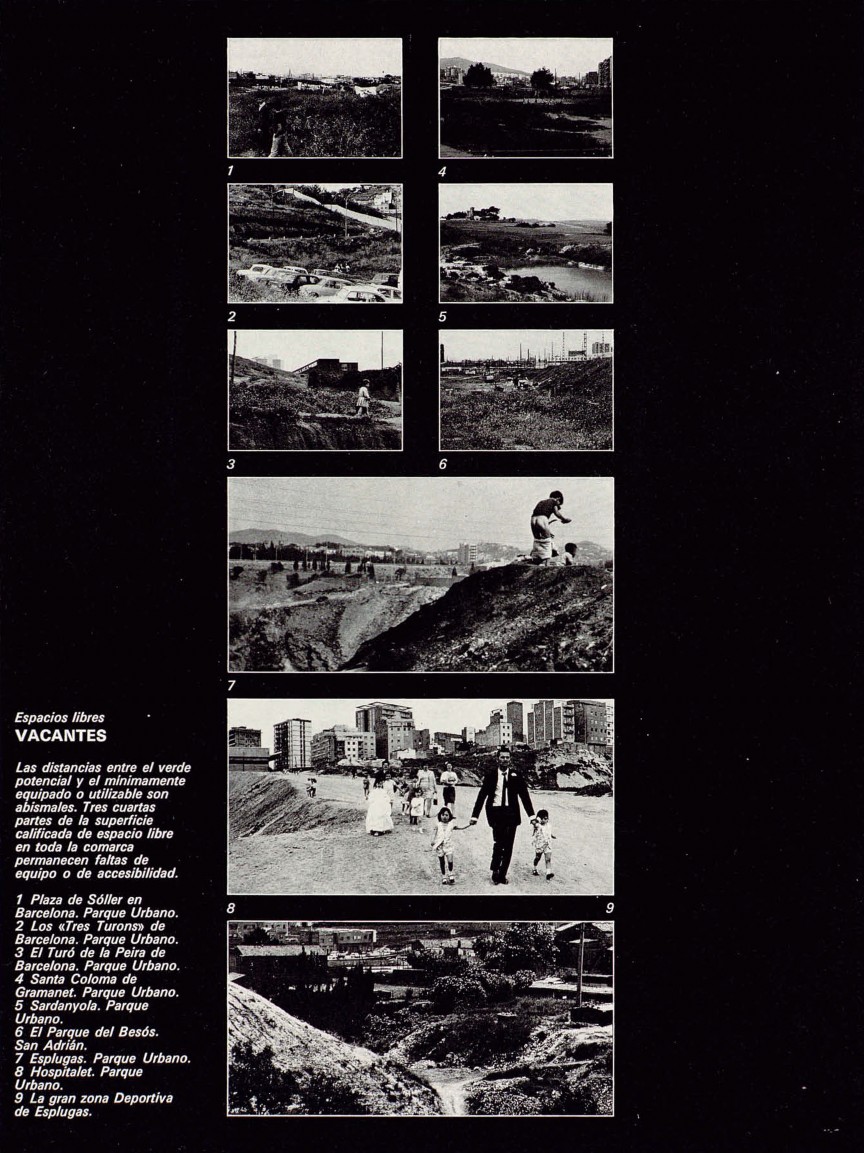 1
4
2
5
3
6
7
8
9
Espacios libres
VACANTES
Las distancias entre el verde
potencial y el mínimamente
equipado o utilizable son
abismales. Tres cuartas
partes de la superficie
calificada de espacio libre
en toda la comarca
permanecen faltas de
equipo o de accesibilidad.
1 Plaza de Sóller en
Barcelona. Parque Urbano.
2 Los «Tres Turons» de
Barcelona. Parque Urbano.
3 El Turó de la Peira de
Barcelona. Parque Urbano.
4 Santa Coloma de
Gramanet. Parque Urbano.
5 Sardanyola. Parque
Urbano.
6 El Parque del Besós.
San Adrián.
7 Esplugas. Parque Urbano.
8 Hospitalet. Parque
Urbano.
9 La gran zona Deportiva
de Esplugas.